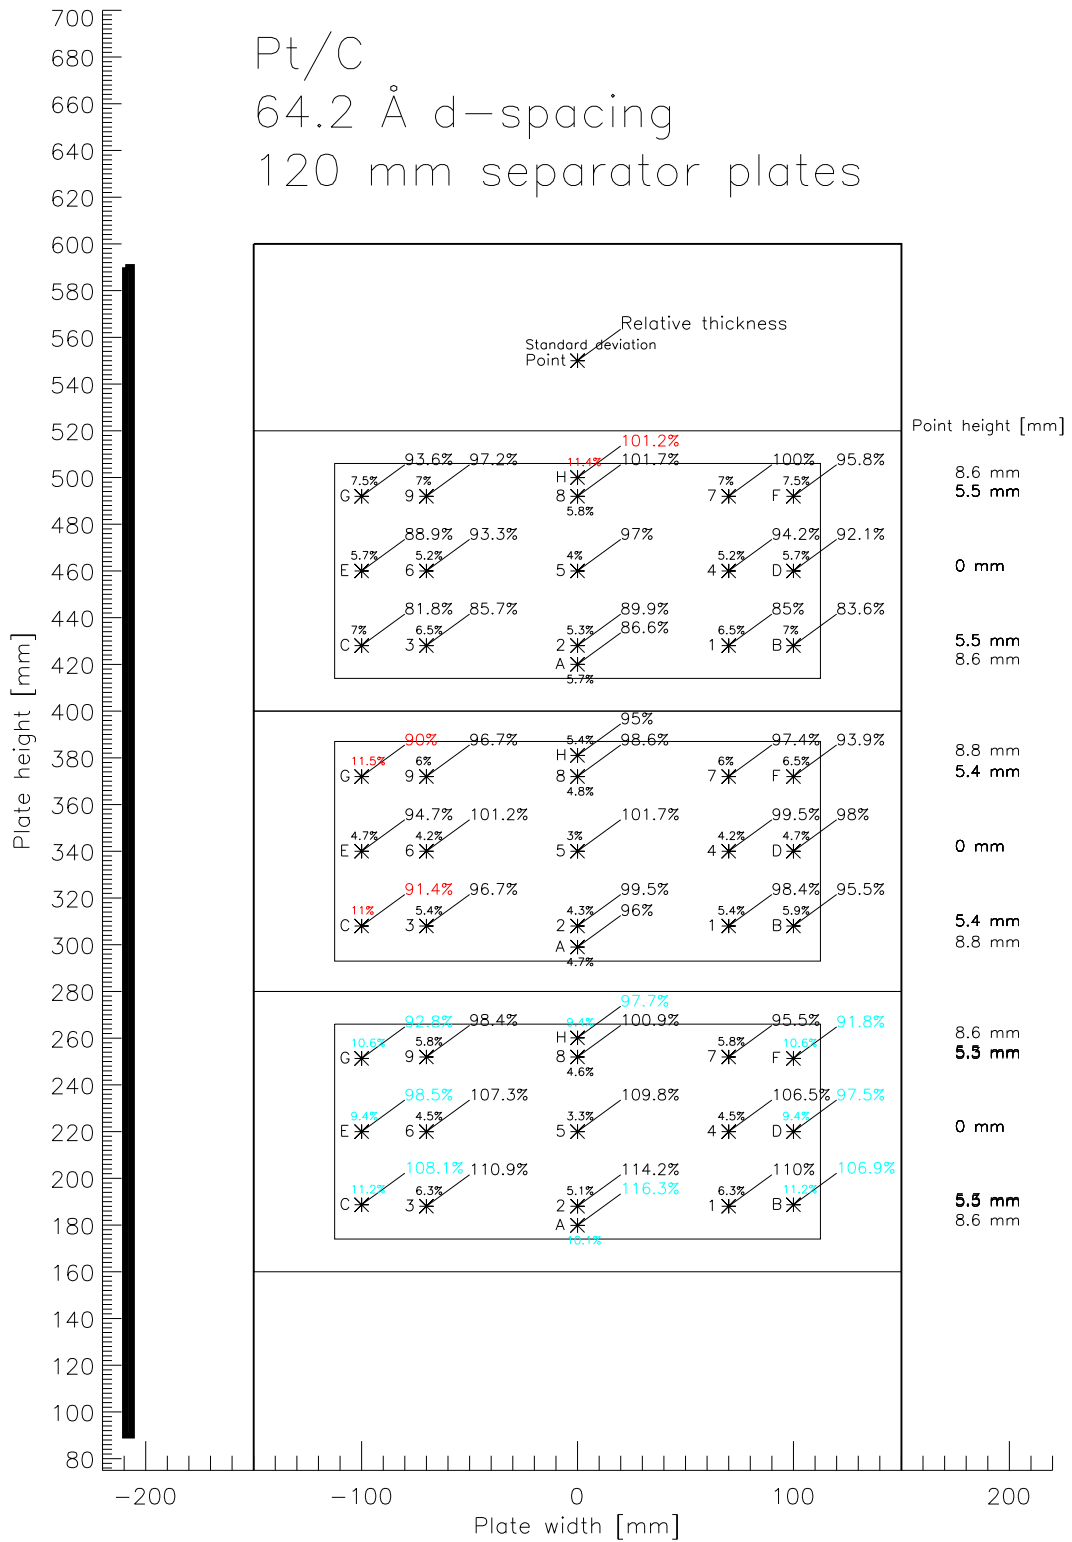 Pt/C
64.2 Å d-spacing
120 mm separator plates
700
680
660
640
620
600
580
560
540
520
500
480
460
440
420
400
380
360
340
320
300
280
260
240
220
200
180
160
140
120
100
80
Plate height [mm]
Relative thickness
Standard deviation
Point
Point height [mm]
101.2%
93.6% 97.2% 11.4% 101.7% 100% 95.8%
H 8.6 mm
7.5% 7% 7% 7.5%
G 9 8 7 F 5.5 mm
5.8%
88.9% 93.3% 97% 94.2% 92.1%
5.7% 5.2% 4% 5.2% 5.7%
E 6 5 4 D 0 mm
81.8% 85.7% 89.9% 85% 83.6%
86.6%
7% 6.5% 5.3% 6.5% 7%
C 3 2 1 B 5.5 mm
A 8.6 mm
5.7%
95%
90% 96.7% 5.4% 98.6% 97.4% 93.9%
H 8.8 mm
11.5% 6% 6% 6.5%
G 9 8 7 F 5.4 mm
4.8%
94.7% 101.2% 101.7% 99.5% 98%
4.7% 4.2% 3% 4.2% 4.7%
E 6 5 4 D 0 mm
91.4% 96.7% 99.5% 98.4% 95.5%
96%
11% 5.4% 4.3% 5.4% 5.9%
C 3 2 1 B 5.4 mm
A 8.8 mm
4.7%
97.7%
92.8% 98.4% 9.4% 100.9% 95.5% 91.8%
H 8.6 mm
10.6% 5.8% 5.8% 10.6%
G 9 8 7 F
4.6%
98.5% 107.3% 109.8% 106.5% 97.5%
9.4% 4.5% 3.3% 4.5% 9.4%
E 6 5 4 D 0 mm
108.1% 110.9% 114.2% 110% 106.9%
116.3%
11.2% 6.3% 5.1% 6.3% 11.2%
C 3 2 1 B
A 8.6 mm
10.1%
-200 -100 0 100 200
Plate width [mm]